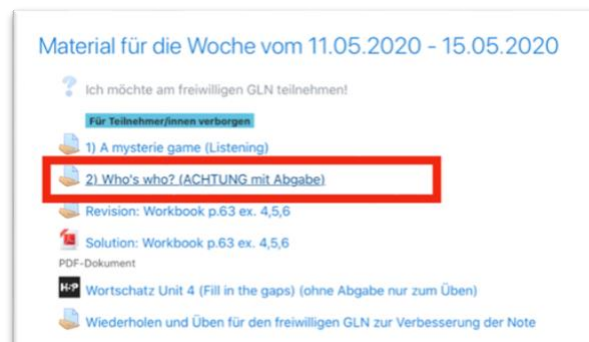 Material für die Woche vom 11.05.2020 - 15.05.2020
Ich möchte am freiwilligen GLN teilnehmen!
Für Teilnehmer/innen verborgen
1) A mysterie game (Listening)
2) Who's who? (ACHTUNG mit Abgabe)
Revision: Workbook p.63 ex. 4,5,6
Solution: Workbook p.63 ex. 4,5,6
PDF-Dokument
H-P Wortschatz Unit 4 (Fill in the gaps) (ohne Abgabe nur zum Üben)
Wiederholen und Üben für den freiwilligen GLN zur Verbesserung der Note